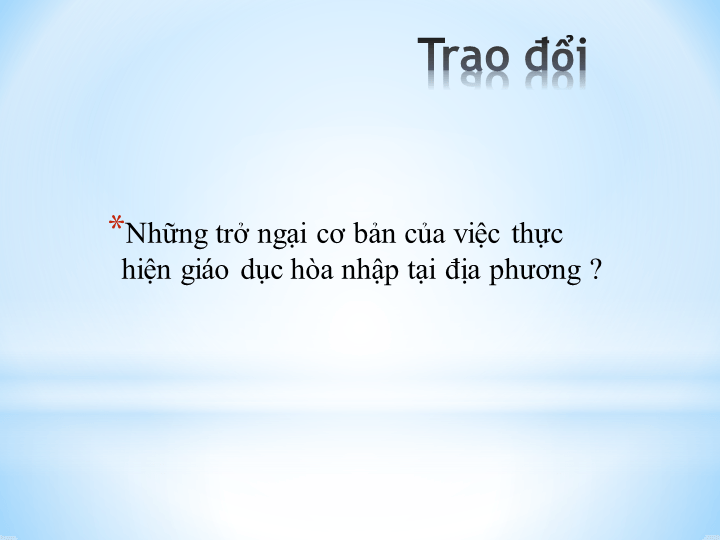 Trao đổi
*Những trở ngại cơ bản của việc thực
hiện giáo dục hòa nhập tại địa phương ?